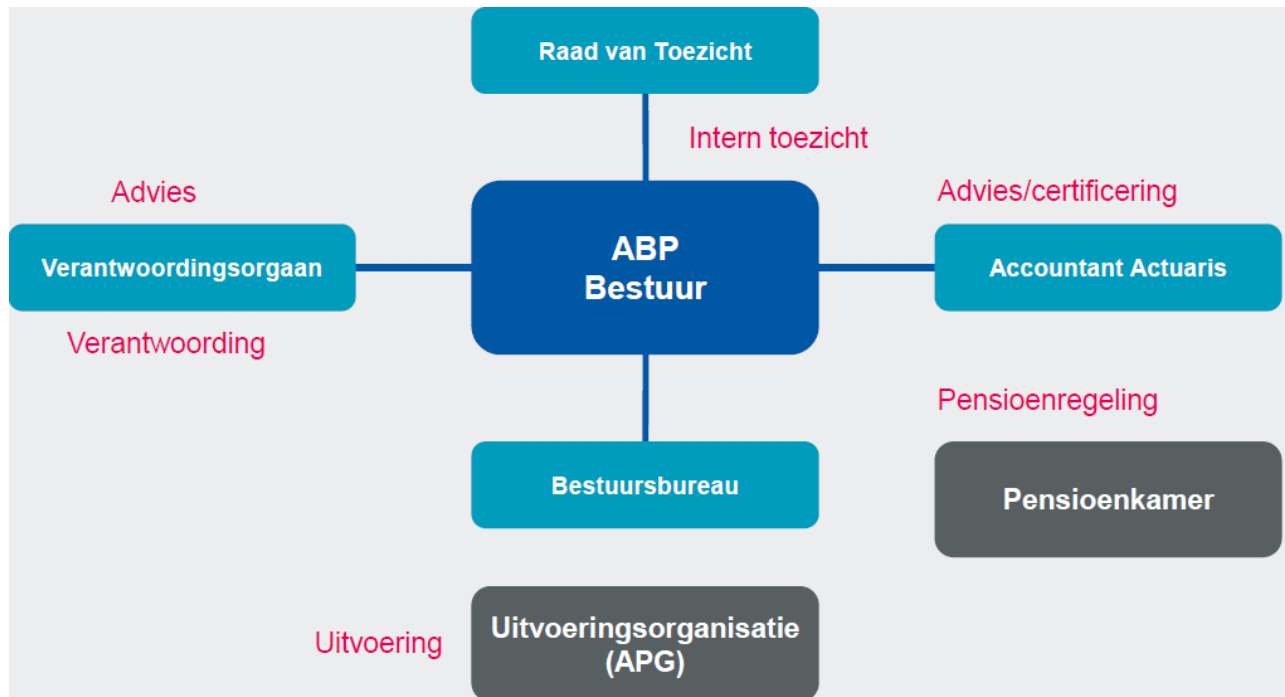 Raad van Toezicht
Intern toezicht
Advies
Advies/certificering
Verantwoordingsorgaan
ABP
Bestuur
Accountant Actuaris
Verantwoording
Pensioenregeling
Bestuursbureau
Pensioenkamer
Uitvoering
Uitvoeringsorganisatie
(APG)